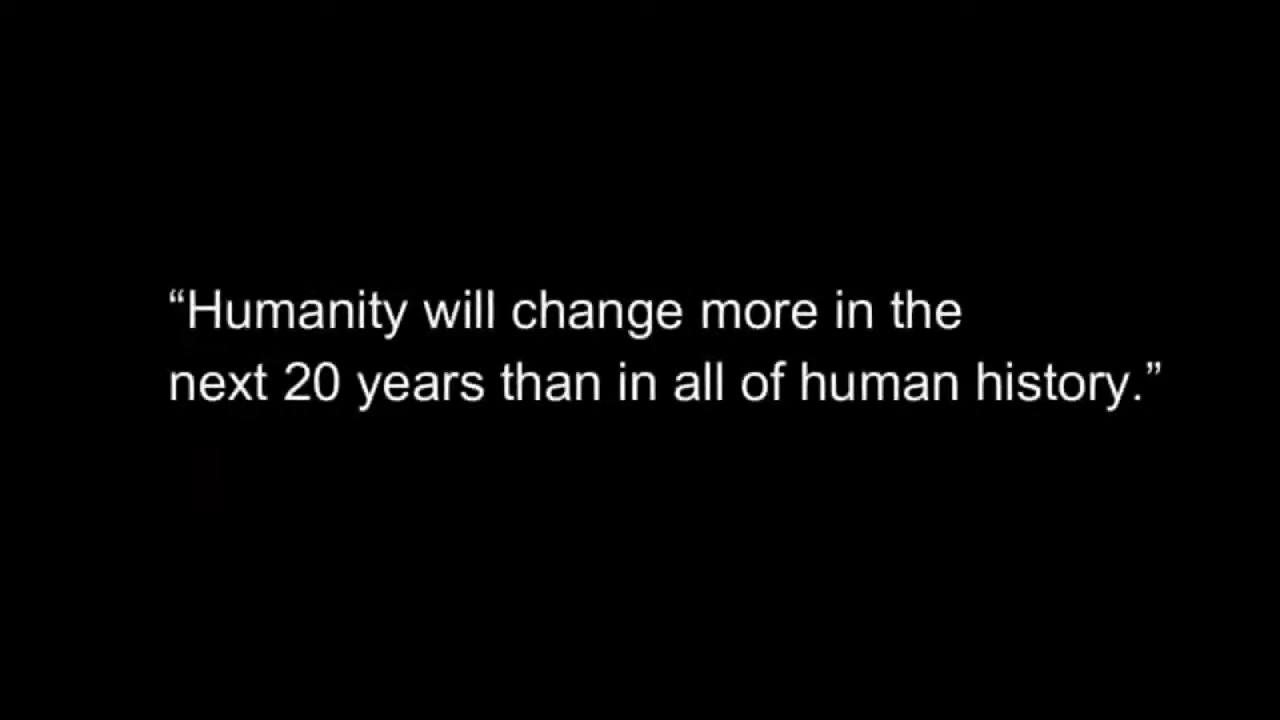 “Humanity will change more in the
next 20 years than in all of human history.”